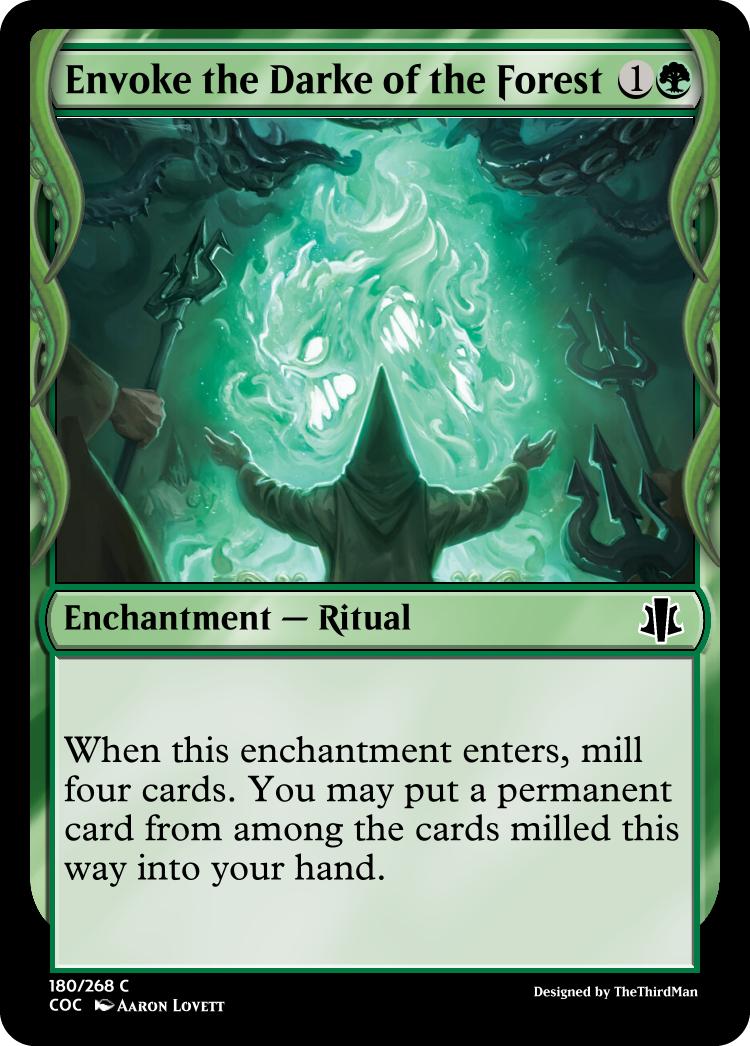 Envoke the Darke of the Forest 1
Enchantment — Ritual
When this enchantment enters, mill
four cards. You may put a permanent
card from among the cards milled this
way into your hand.
180/268 C
COC Aaron Lovett
Designed by TheThirdMan